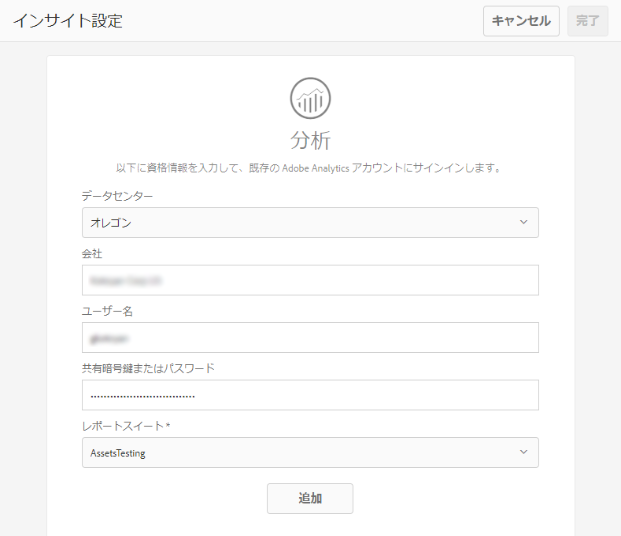 インサイト設定
キャンセル
完了
分析
以下に資格情報を入力して、既存の Adobe Analytics アカウントにサインインします。
データセンター
オレゴン
会社
ユーザー名
共有暗号鍵またはパスワード
レポートスイート *
AssetsTesting
追加